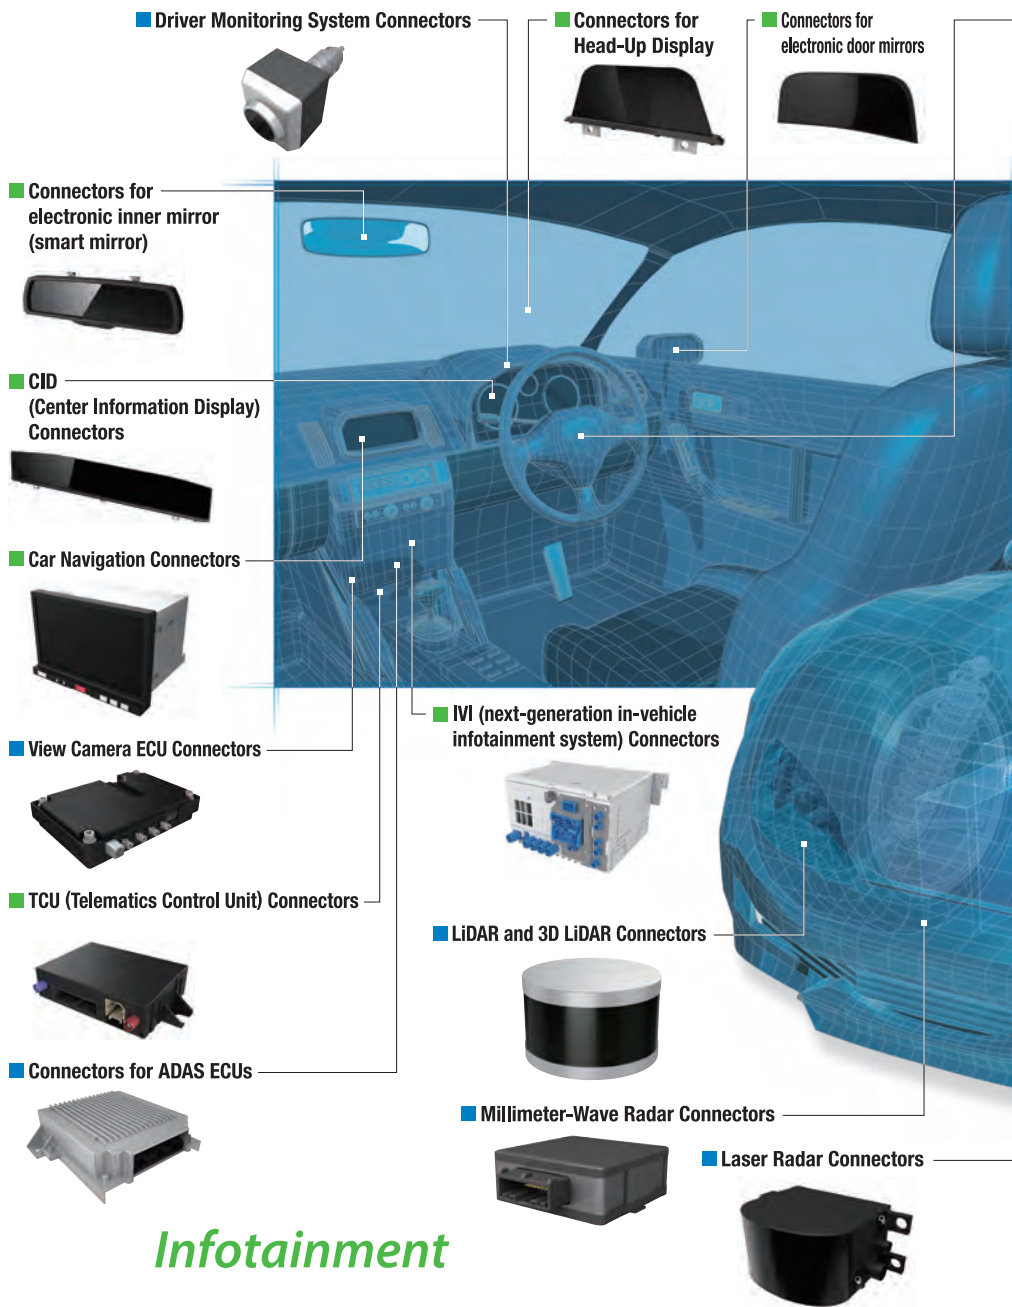 Driver Monitoring System Connectors
Connectors for
Head-Up Display
Connectors for
electronic door mirrors
Connectors for
electronic inner mirror
(smart mirror)
CID
(Center Information Display)
Connectors
Car Navigation Connectors
IVI (next-generation in-vehicle
infotainment system) Connectors
View Camera ECU Connectors
TCU (Telematics Control Unit) Connectors
LiDAR and 3D LiDAR Connectors
Connectors for ADAS ECUs
Millimeter-Wave Radar Connectors
Laser Radar Connectors
Infotainment